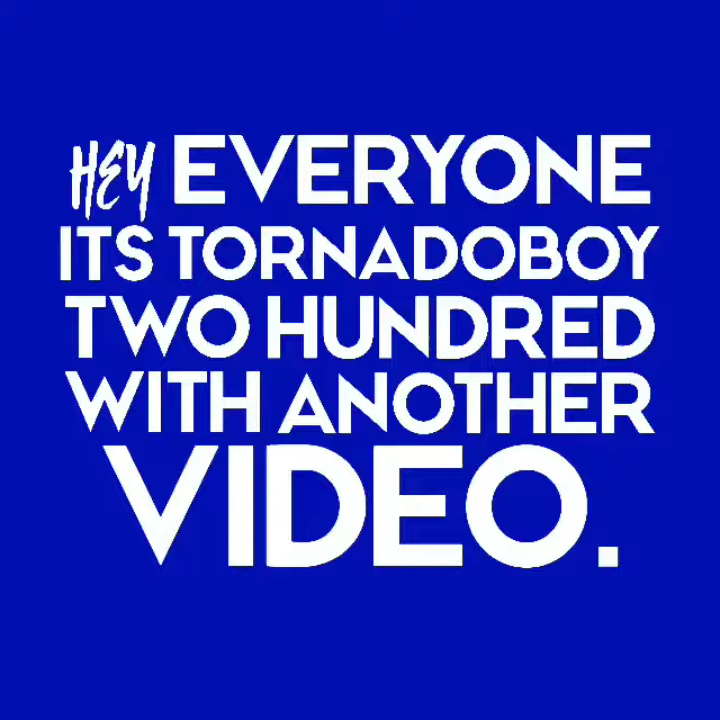 HEY EVERYONE
ITS TORNADOBOY
TWO HUNDRED
WITH ANOTHER
VIDEO.